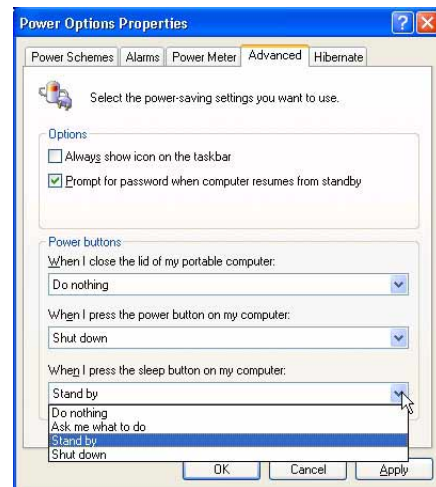 Power Options Properties
Power Schemes Alarms Power Meter Advanced Hibernate
Select the power-saving settings you want to use.
Options
Always show icon on the taskbar
Prompt for password when computer resumes from standby
Power buttons
When I close the lid of my portable computer:
Do nothing
When I press the power button on my computer:
Shut down
When I press the sleep button on my computer:
Stand by
Do nothing
Ask me what to do
Stand by
Shut down
OK Cancel Apply